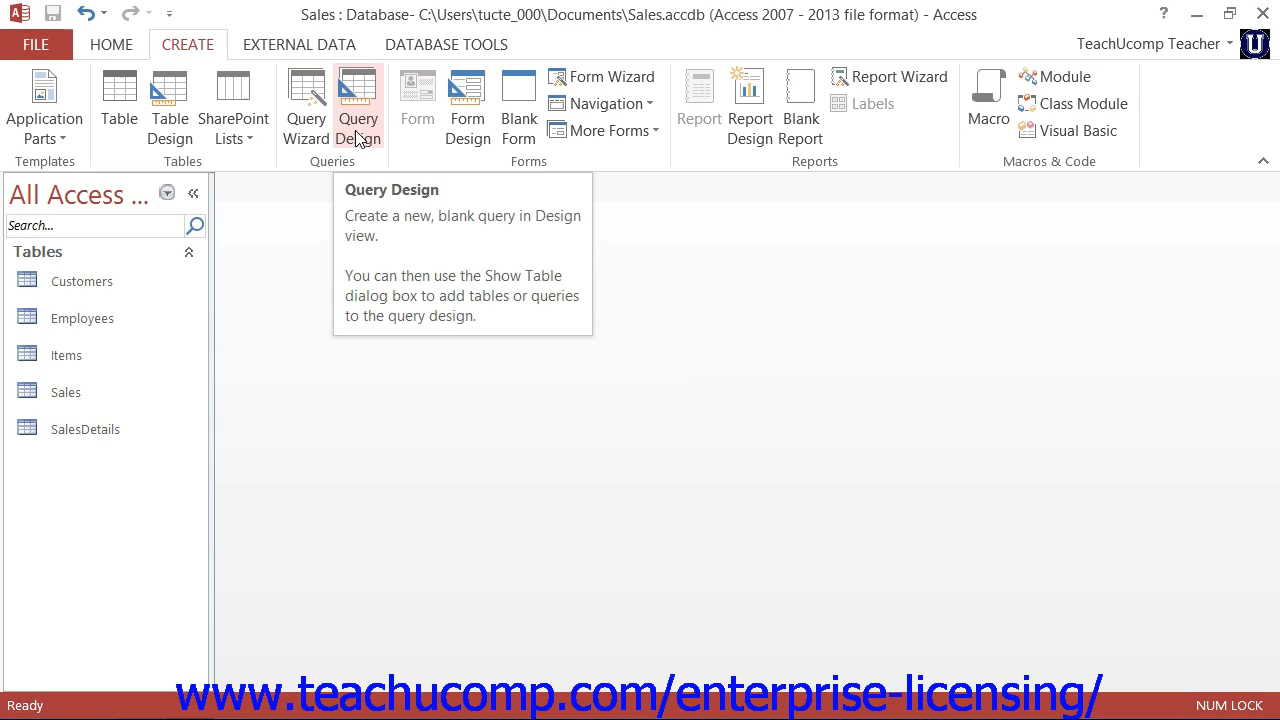 Sales : Database- C:\Users\tucte_000\Documents\Sales.accdb (Access 2007 - 2013 file format) - Access
?
FILE HOME CREATE EXTERNAL DATA DATABASE TOOLS TeachUcomp Teacher U
Application Parts
Table
Table Design
SharePoint Lists
Query Wizard
Query Design
Form
Form Design
Blank Form
Form Wizard
Navigation
More Forms
Report
Report Design
Blank Report
Report Wizard
Labels
Macro
Module
Class Module
Visual Basic
Templates Tables Queries Forms Reports Macros & Code
All Access ...
Search...
Tables
Customers
Employees
Items
Sales
SalesDetails
Query Design
Create a new, blank query in Design
view.
You can then use the Show Table
dialog box to add tables or queries
to the query design.
www.teachucomp.com/enterprise-licensing/
Ready NUM LOCK